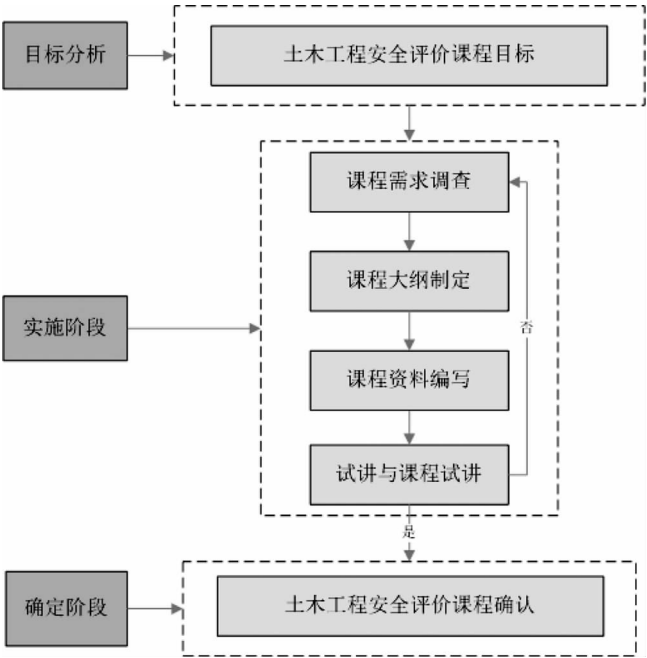 目标分析
土木工程安全评价课程目标
课程需求调查
课程大纲制定
实施阶段
否
课程资料编写
试讲与课程试讲
是
确定阶段
土木工程安全评价课程确认